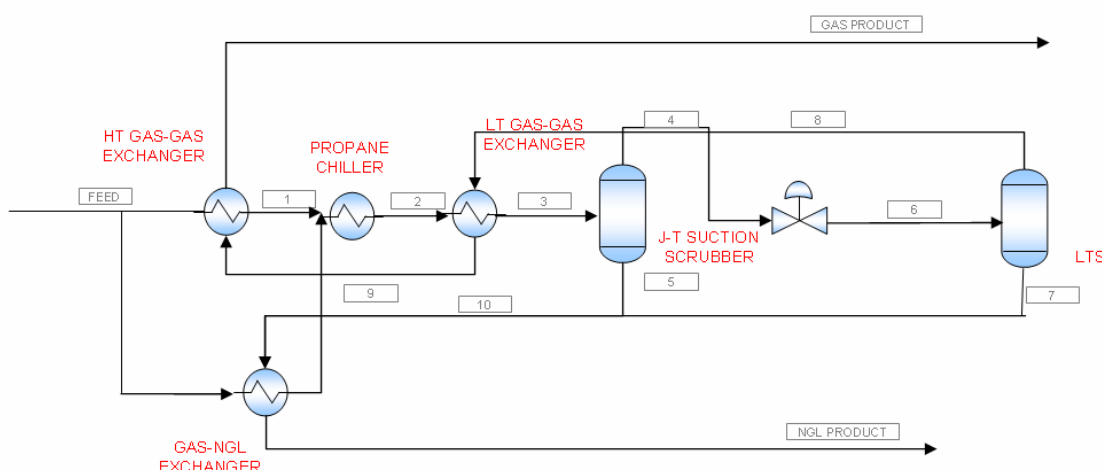 GAS PRODUCT
HT GAS-GAS
EXCHANGER
PROPANE
CHILLER
LT GAS-GAS
EXCHANGER
4
8
FEED
1
2
3
6
J-T SUCTION
SCRUBBER
LTS
5
7
9
10
NGL PRODUCT
GAS-NGL
EXCHANGER